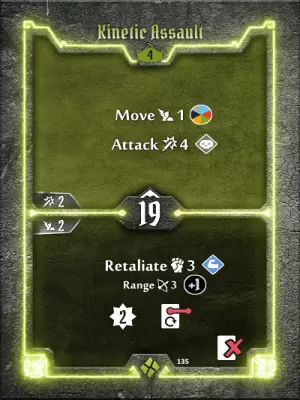 Kinetic Assault
4
Move 1
Attack 4
2
19
2
Retaliate 3
Range 3 +1
2
135